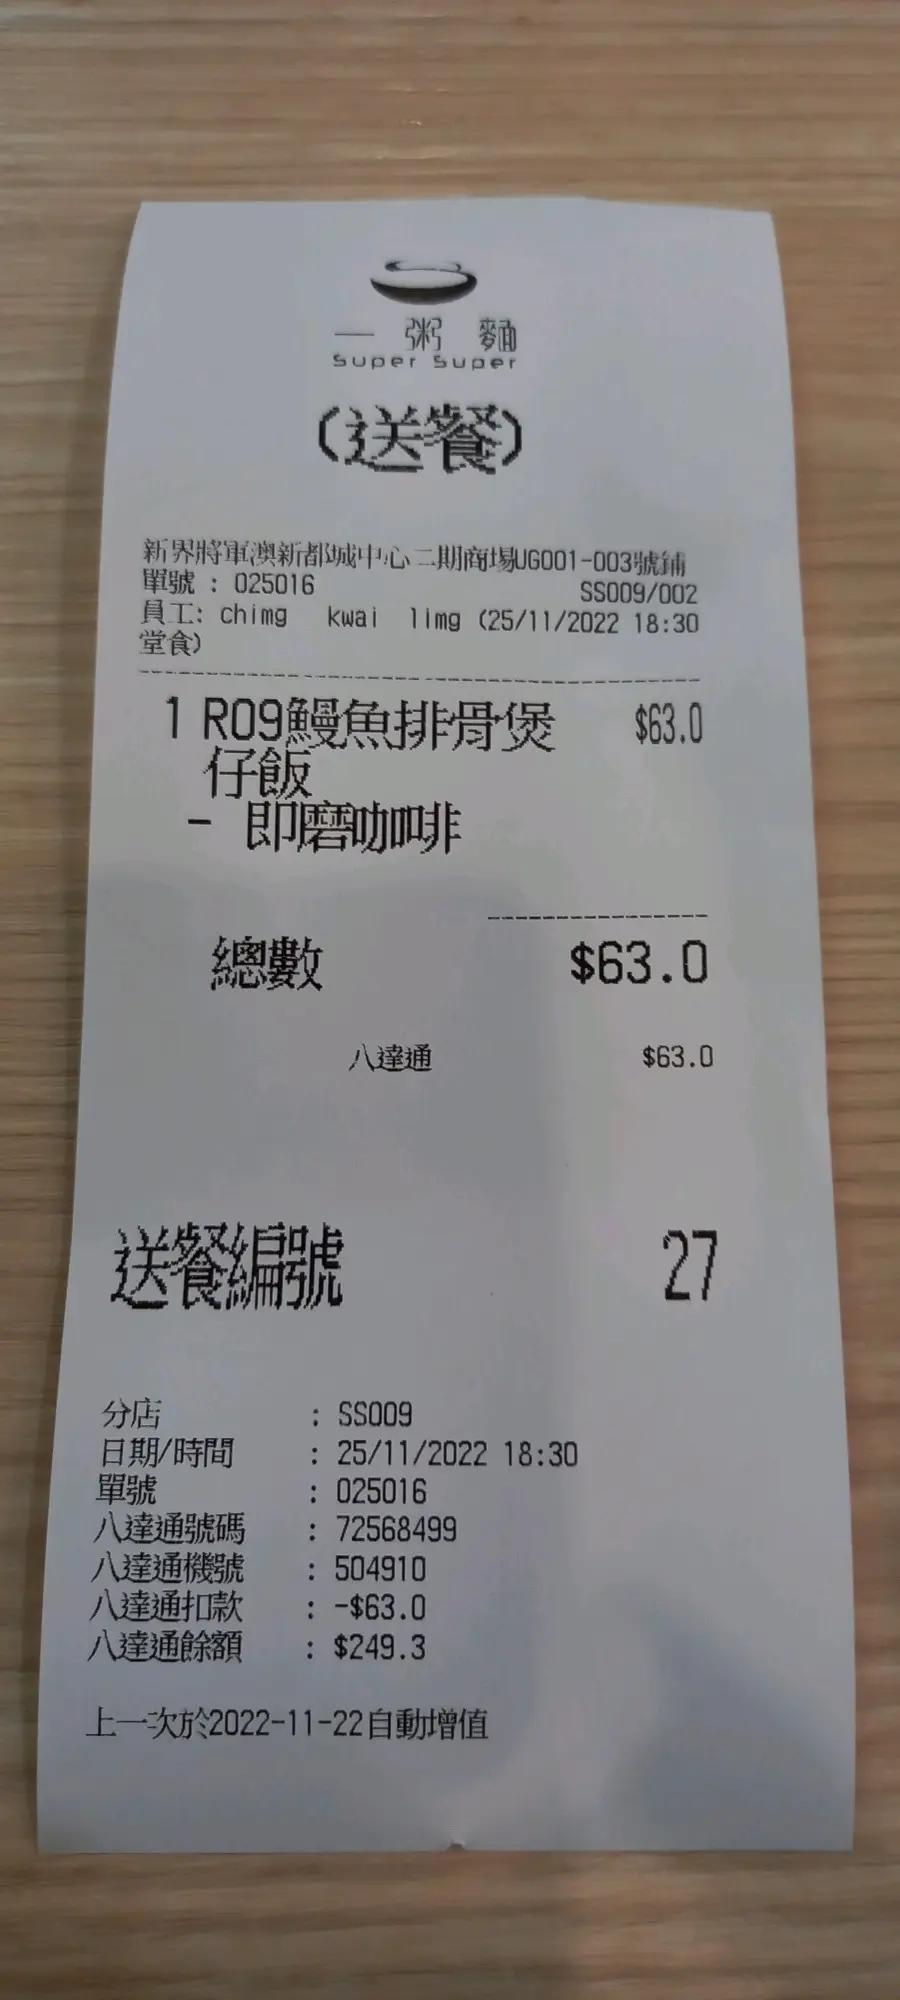 一粥麵
Super Super
(送餐)
新界將軍澳新都城中心二期商場UG001-003號鋪
單號 : 025016 SS009/002
員工: chimg kwai limg (25/11/2022 18:30
堂食)
1 R09鰻魚排骨煲 $63.0
仔飯
- 即磨咖啡
總數 $63.0
八達通 $63.0
送餐編號 27
分店 : SS009
日期/時間 : 25/11/2022 18:30
單號 : 025016
八達通號碼 : 72568499
八達通機號 : 504910
八達通扣款 : -$63.0
八達通餘額 : $249.3
上一次於2022-11-22自動增值